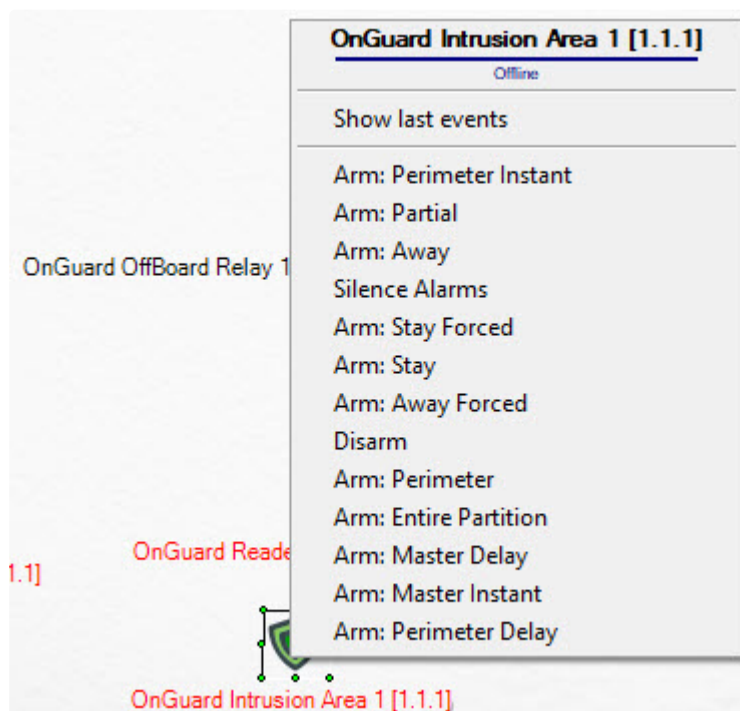 OnGuard Intrusion Area 1 [1.1.1]
Offline
Show last events
Arm: Perimeter Instant
Arm: Partial
Arm: Away
OnGuard OffBoard Relay 1
Silence Alarms
Arm: Stay Forced
Arm: Stay
Arm: Away Forced
Disarm
Arm: Perimeter
Arm: Entire Partition
OnGuard Reade
Arm: Master Delay
1.1]
Arm: Master Instant
Arm: Perimeter Delay
OnGuard Intrusion Area 1 [1.1.1]